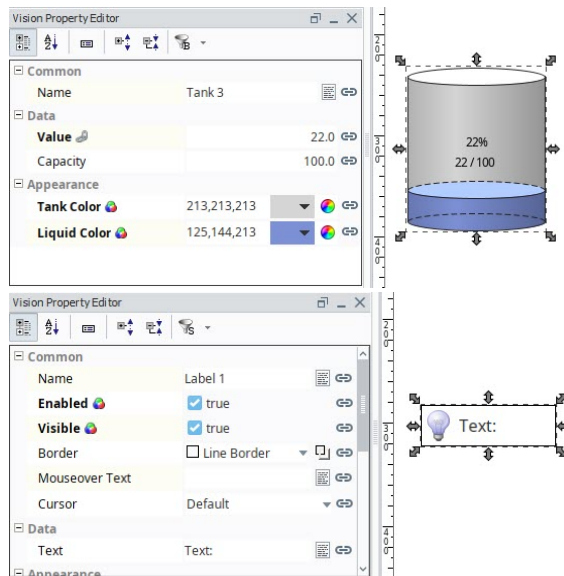 Vision Property Editor
Common
Name Tank 3
Data
Value 22.0
Capacity 100.0
Appearance
Tank Color 213,213,213
Liquid Color 125,144,213
22%
22 / 100
Vision Property Editor
Common
Name Label 1
Enabled true
Visible true
Border Line Border
Mouseover Text
Cursor Default
Data
Text Text:
Appearance
Text: